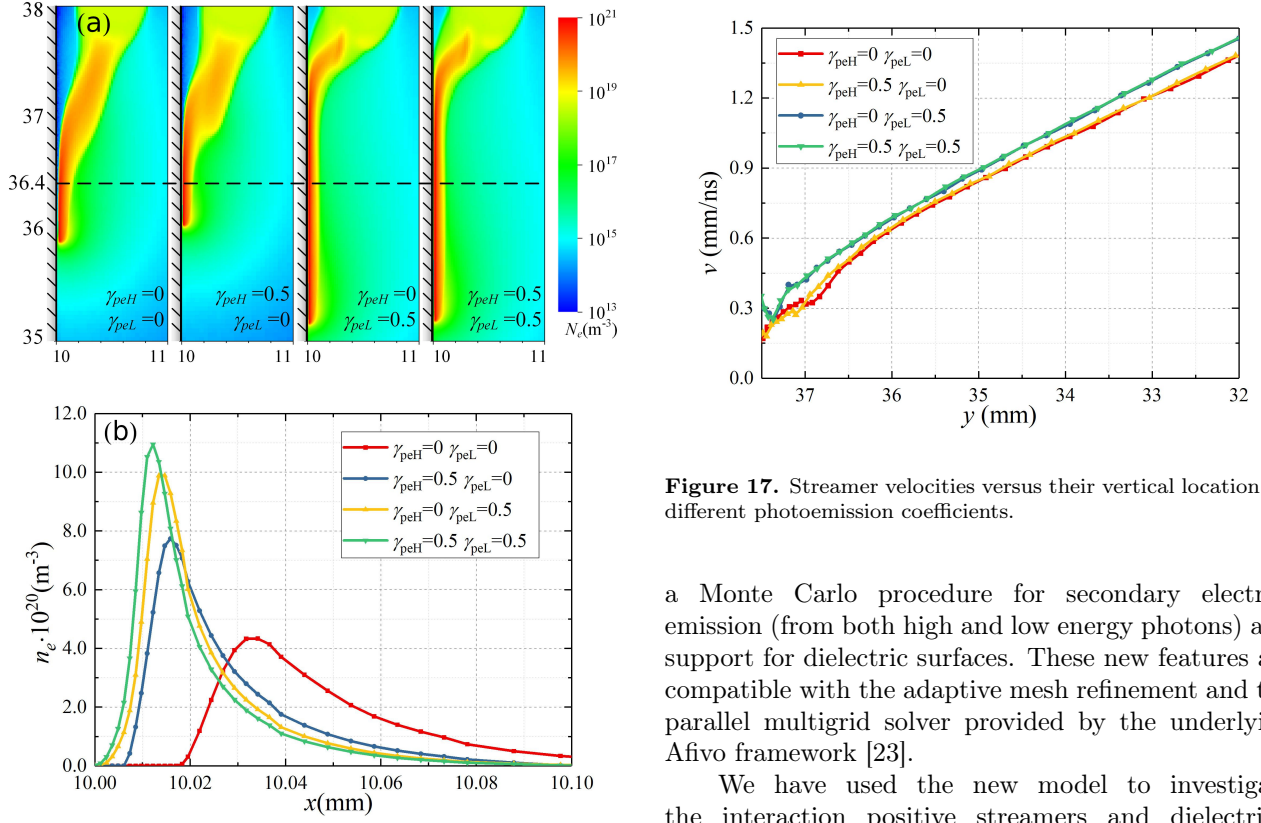 (a)
38
37
36.4
36
35
γpeH=0
γpeL=0
γpeH=0.5
γpeL=0
γpeH=0
γpeL=0.5
γpeH=0.5
γpeL=0.5
10 11 10 11 10 11 10 11
10^21
10^19
10^17
10^15
10^13
Ne(m-3)
(b)
12.0
10.0
8.0
6.0
4.0
2.0
0.0
ne·10^20(m-3)
γpeH=0 γpeL=0
γpeH=0.5 γpeL=0
γpeH=0 γpeL=0.5
γpeH=0.5 γpeL=0.5
10.00 10.02 10.04 10.06 10.08 10.10
x(mm)
1.5
1.2
0.9
0.6
0.3
0.0
v (mm/ns)
γpeH=0 γpeL=0
γpeH=0.5 γpeL=0
γpeH=0 γpeL=0.5
γpeH=0.5 γpeL=0.5
37 36 35 34 33 32
y (mm)
Figure 17. Streamer velocities versus their vertical location
different photoemission coefficients.
a Monte Carlo procedure for secondary electr
emission (from both high and low energy photons) a
support for dielectric surfaces. These new features a
compatible with the adaptive mesh refinement and t
parallel multigrid solver provided by the underlyi
Afivo framework [23].
We have used the new model to investiga
the interaction positive streamers and dielectri